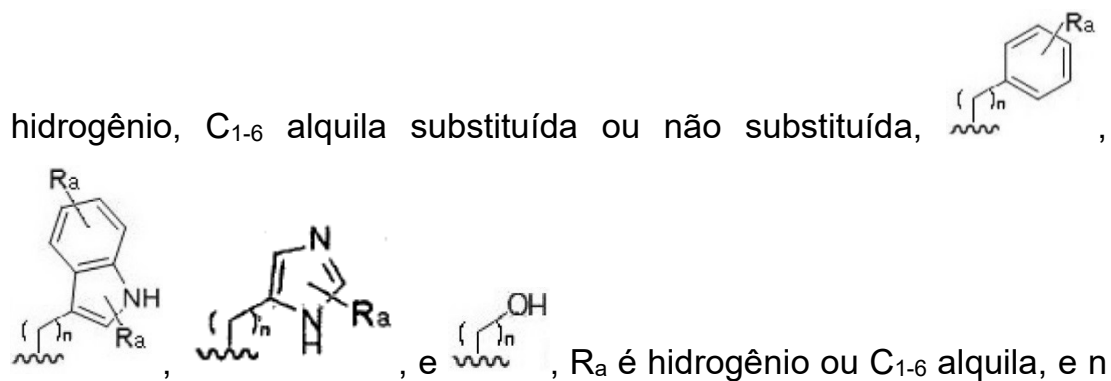 Ra
( )n
hidrogênio, C1-6 alquila substituída ou não substituída, ,
Ra
NH
Ra
( )n
N
N
H
Ra
( )n
OH
( )n
, , e , Ra é hidrogênio ou C1-6 alquila, e n